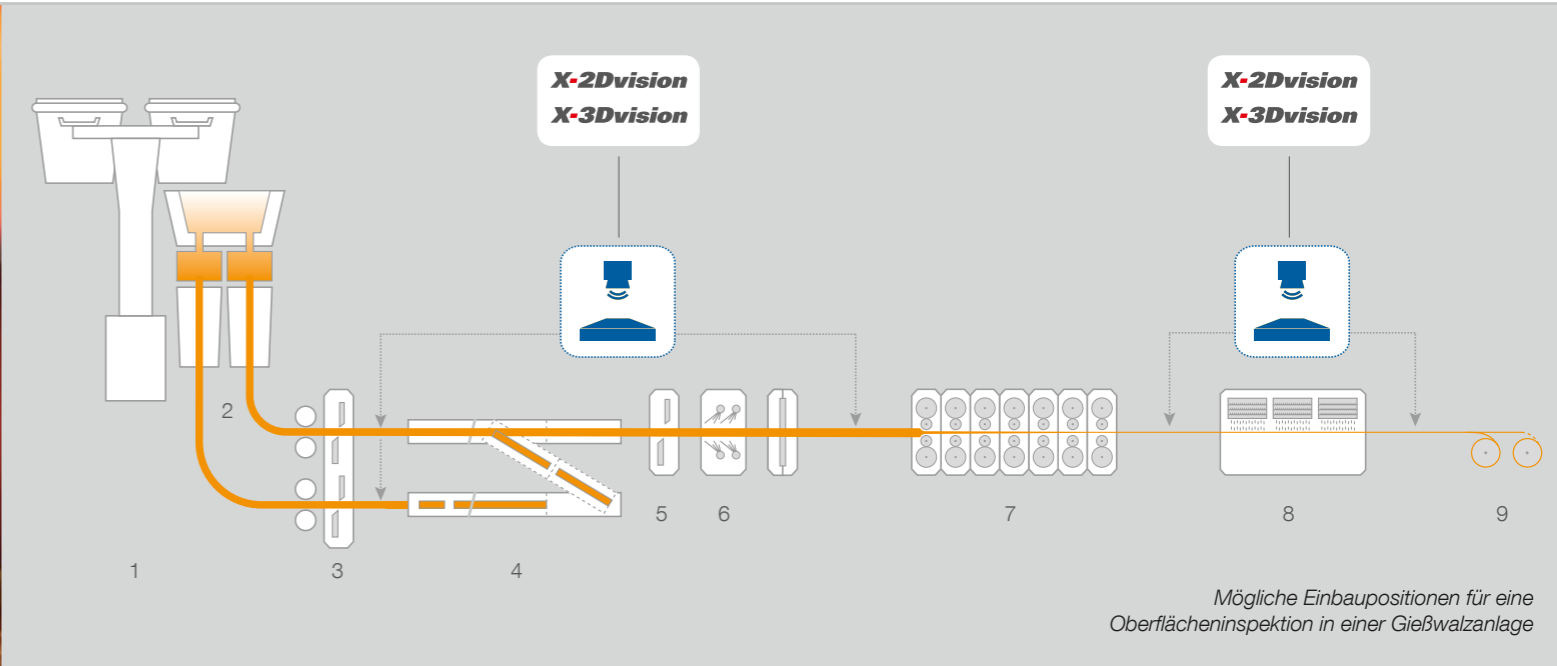 X-2Dvision
X-3Dvision
X-2Dvision
X-3Dvision
2
5
6
7
8
9
1
3
4
Mögliche Einbaupositionen für eine
Oberflächeninspektion in einer Gießwalzanlage